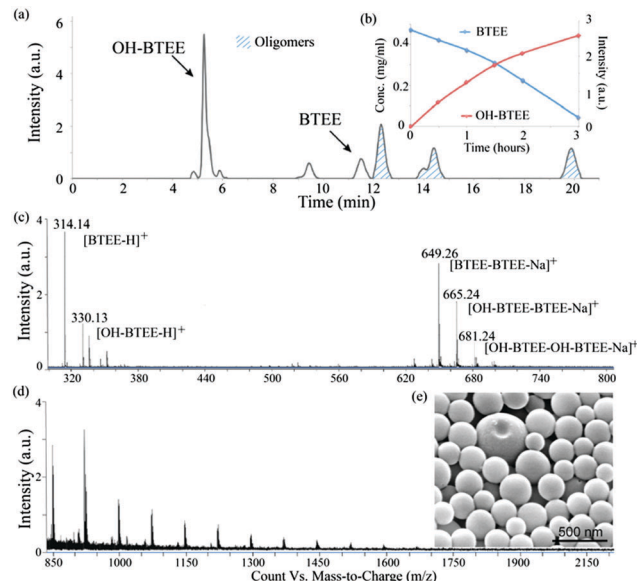 (a)
6
4
2
0
Intensity (a.u.)
OH-BTEE
Oligomers
BTEE
0 2 4 6 8 10 12 14 16 18 20
Time (min)
(b)
BTEE
OH-BTEE
0.4
0.2
0
Conc. (mg/ml)
3
2
1
0
Intensity (a.u.)
0 1 2 3
Time (hours)
(c)
4
2
0
Intensity (a.u.)
314.14
[BTEE-H]+
330.13
[OH-BTEE-H]+
649.26
[BTEE-BTEE-Na]+
665.24
[OH-BTEE-BTEE-Na]+
681.24
[OH-BTEE-OH-BTEE-Na]+
320 380 440 500 560 620 680 740 800
(d)
4
2
0
Intensity (a.u.)
(e)
500 nm
850 1000 1150 1300 1450 1600 1750 1900 2150
Count Vs. Mass-to-Charge (m/z)